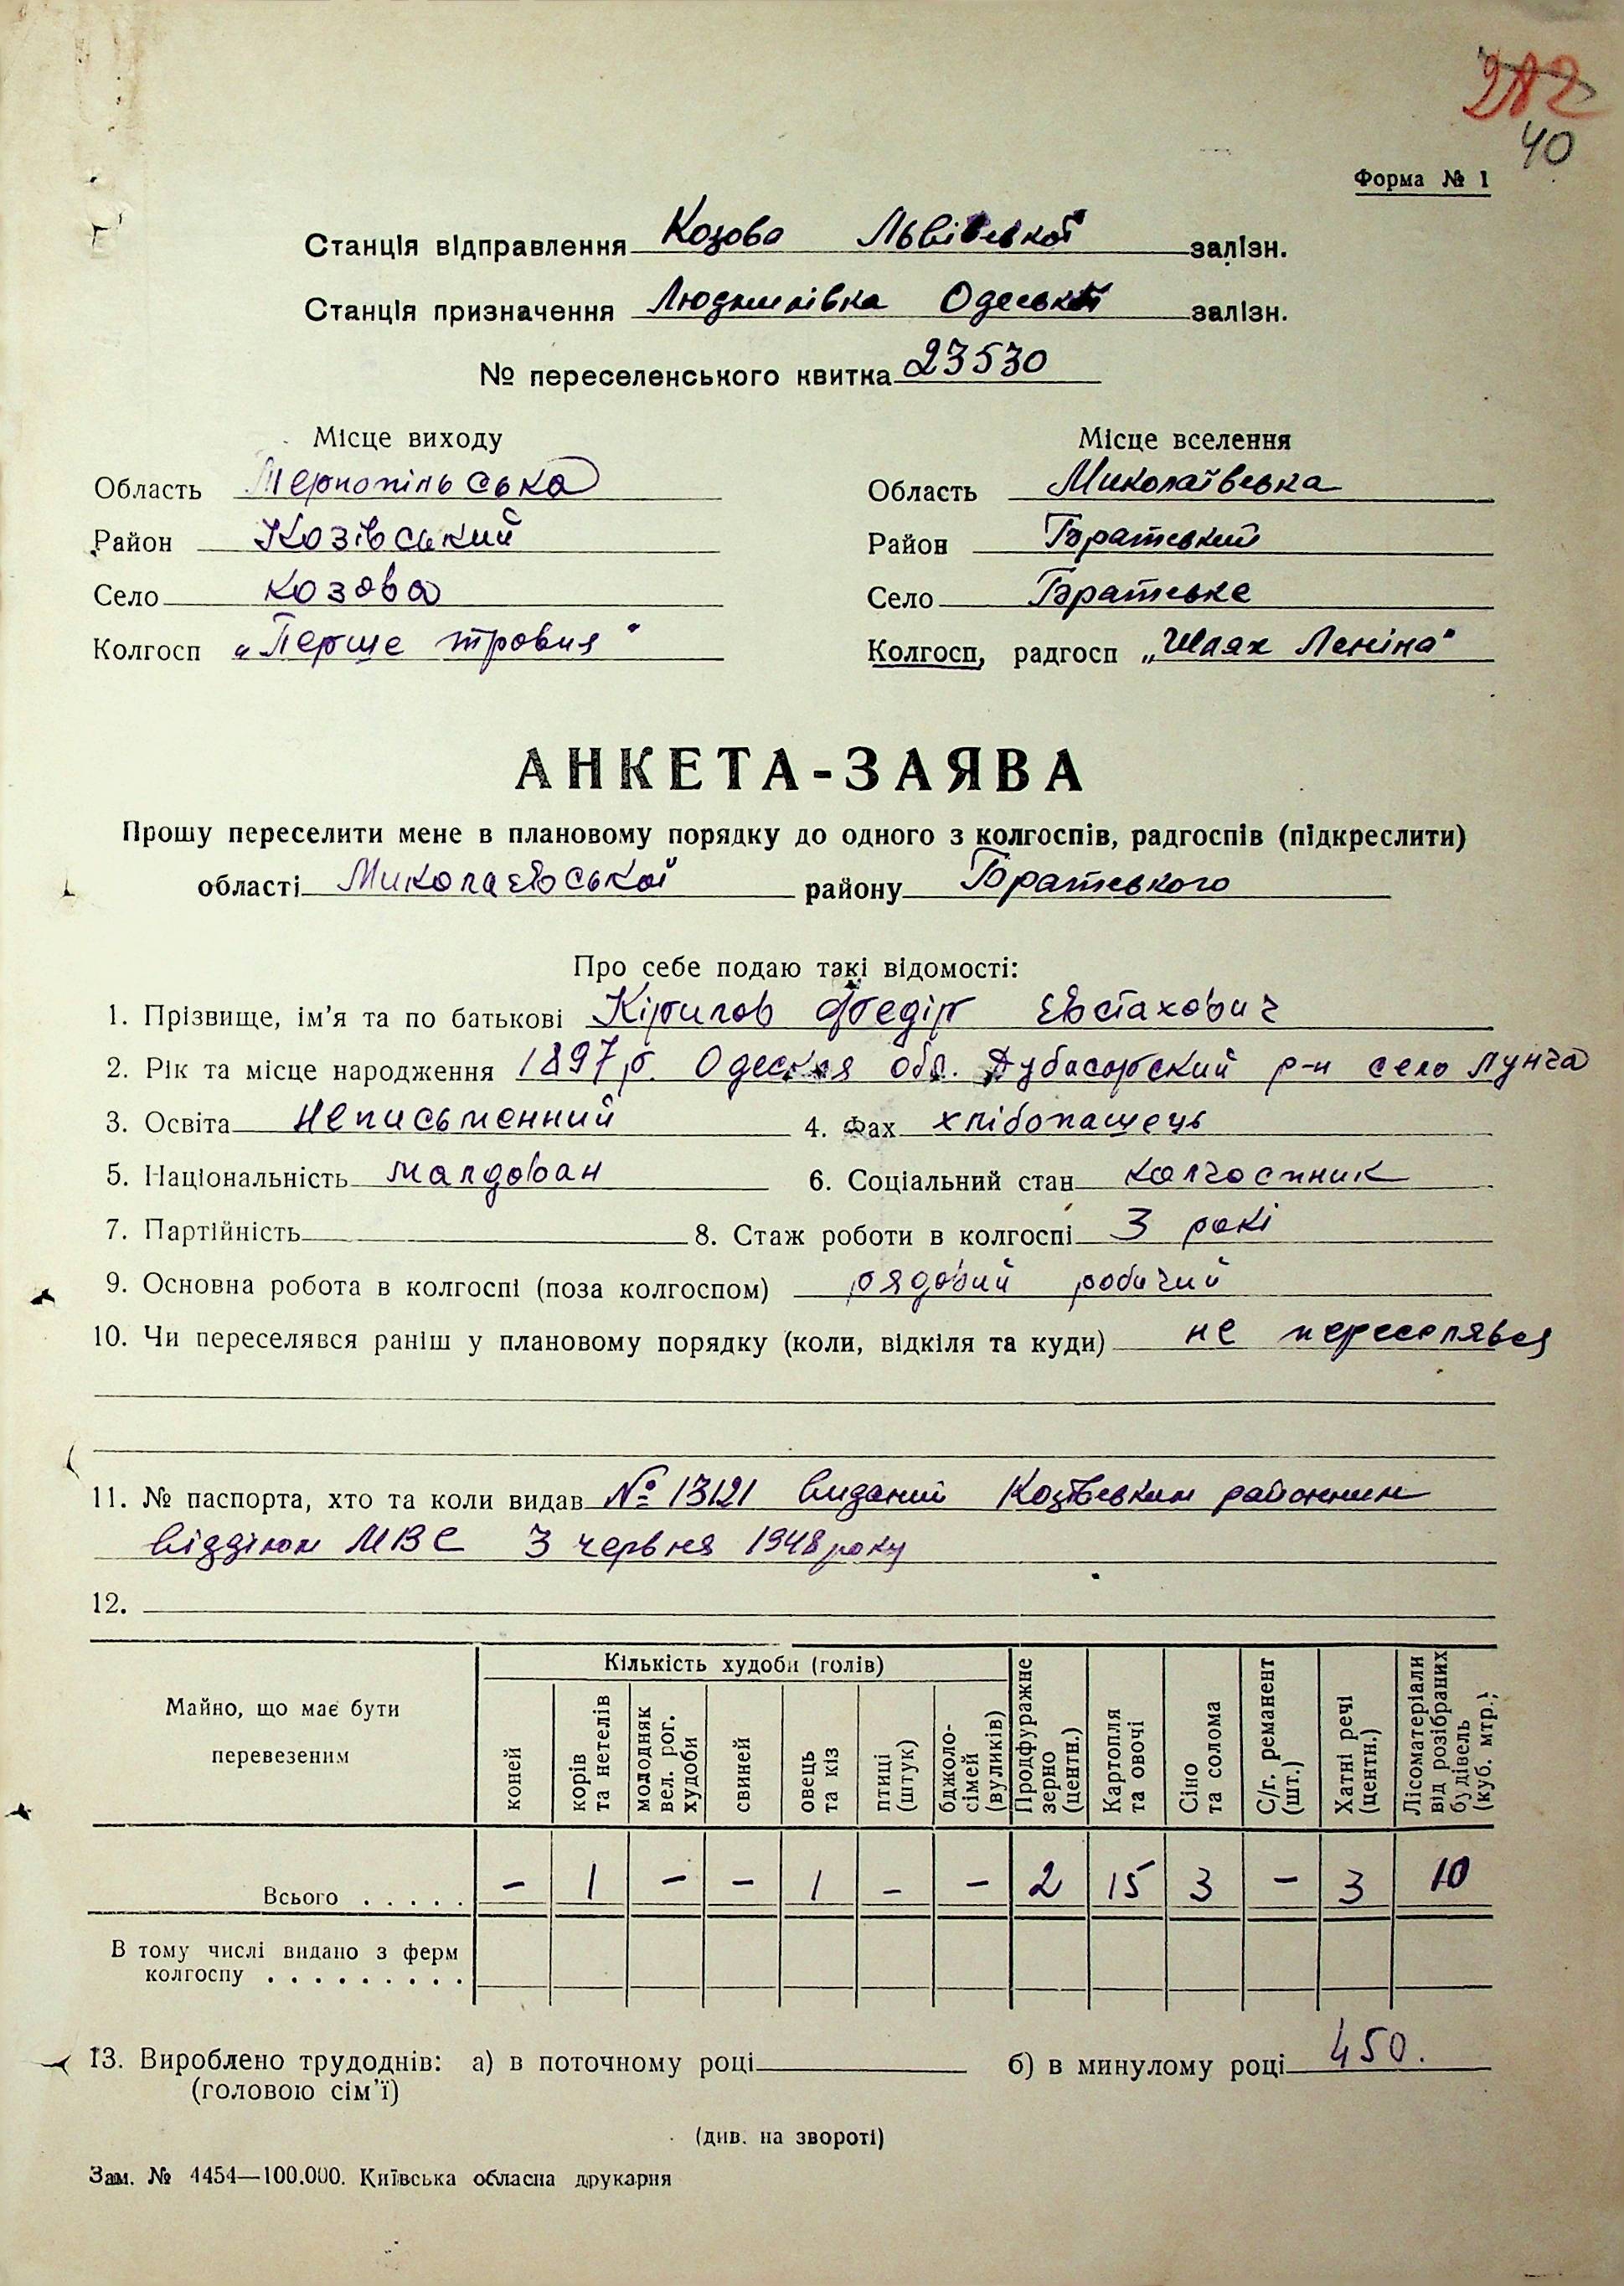 212
40
Форма № 1
Станція відправлення Козова Львівської залізн.
Станція призначення Людмилівка Одеської залізн.
№ переселенського квитка 23530
Місце виходу Місце вселення
Область Тернопільська Область Миколаївська
Район Козівський Район Братський
Село Козова Село Братське
Колгосп „Перше травня" Колгосп, радгосп „Шлях Леніна"
АНКЕТА-ЗАЯВА
Прошу переселити мене в плановому порядку до одного з колгоспів, радгоспів (підкреслити)
області Миколаєвської району Братського
Про себе подаю такі відомості:
1. Прізвище, ім'я та по батькові Кірилов Федір Евстахович
2. Рік та місце народження 1897 р. Одеская обл. Дубасарский р-н село Лунга
3. Освіта неписьменний 4. Фах хлібопашець
5. Національність малдован 6. Соціальний стан колгоспник
7. Партійність 8. Стаж роботи в колгоспі 3 рокі
9. Основна робота в колгоспі (поза колгоспом) рядовий робичий
10. Чи переселявся раніш у плановому порядку (коли, відкіля та куди) не переселявся
11. № паспорта, хто та коли видав № 13121 виданий Козівським районним
відділом МВС 3 червня 1948 року
12.
Майно, що має бути перевезеним
Кількість худоби (голів)
коней
корів та нетелів
молодняк вел. рог. худоби
свиней
овець та кіз
птиці (штук)
бджоло-сімей (вуликів)
Продфуражне зерно (центн.)
Картопля та овочі
Сіно та солома
С/г. реманент (шт.)
Хатні речі (центн.)
Лісоматеріали від розібраних будівель (куб. мтр.)
Всього . . . . . – 1 – – 1 – – 2 15 3 – 3 10
В тому числі видано з ферм
колгоспу . . . . . . . . .
13. Вироблено трудоднів: а) в поточному році б) в минулому році 450.
(головою сім'ї)
(див. на звороті)
Зам. № 4454—100.000. Київська обласна друкарня